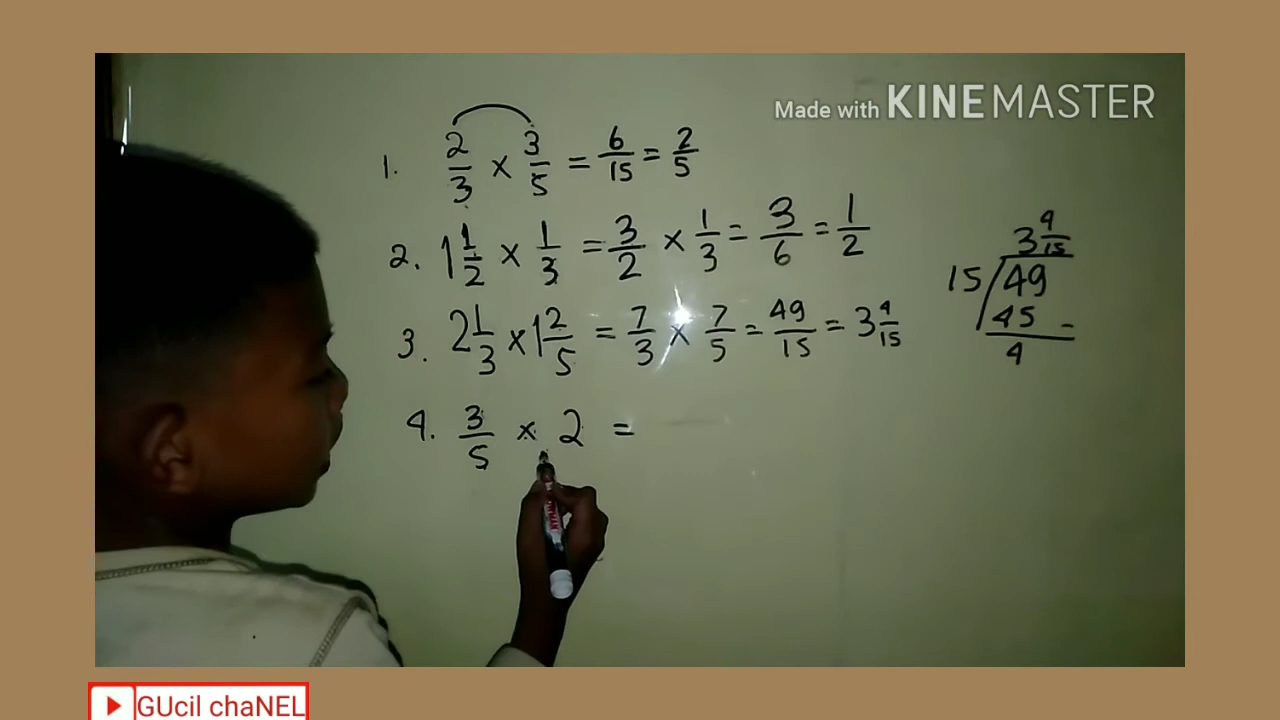 Made with KINEMASTER
1. 2/3 × 3/5 = 6/15 = 2/5
2. 1 1/2 × 1/3 = 3/2 × 1/3 = 3/6 = 1/2
3. 2 1/3 × 1 2/5 = 7/3 × 7/5 = 49/15 = 3 4/15
3 4/15
15 / 49
45 -
4
4. 3/5 × 2 =
GUcil chaNEL